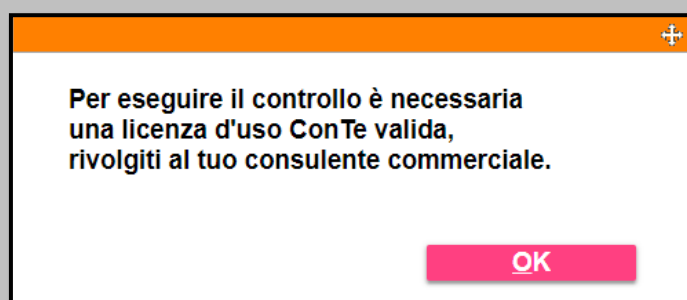 Per eseguire il controllo è necessaria
una licenza d'uso ConTe valida,
rivolgiti al tuo consulente commerciale.
OK